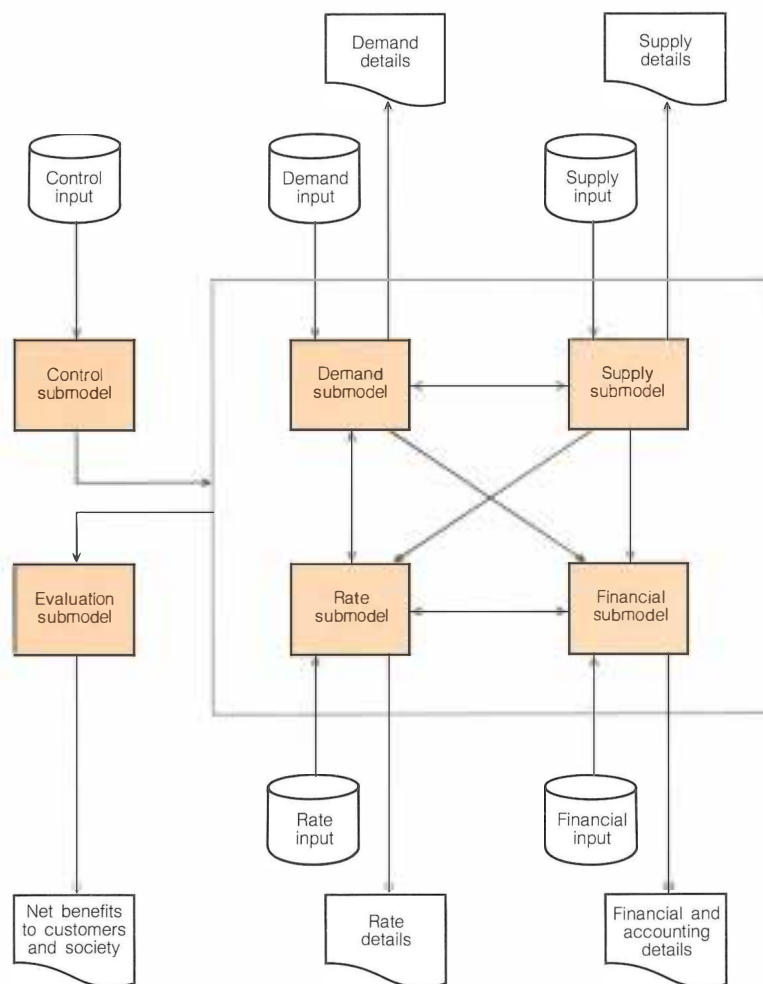 Demand
details
Supply
details
Control
input
Demand
input
Supply
input
Control
submodel
Demand
submodel
Supply
submodel
Evaluation
submodel
Rate
submodel
Financial
submodel
Rate
input
Financial
input
Net benefits
to customers
and society
Rate
details
Financial and
accounting
details